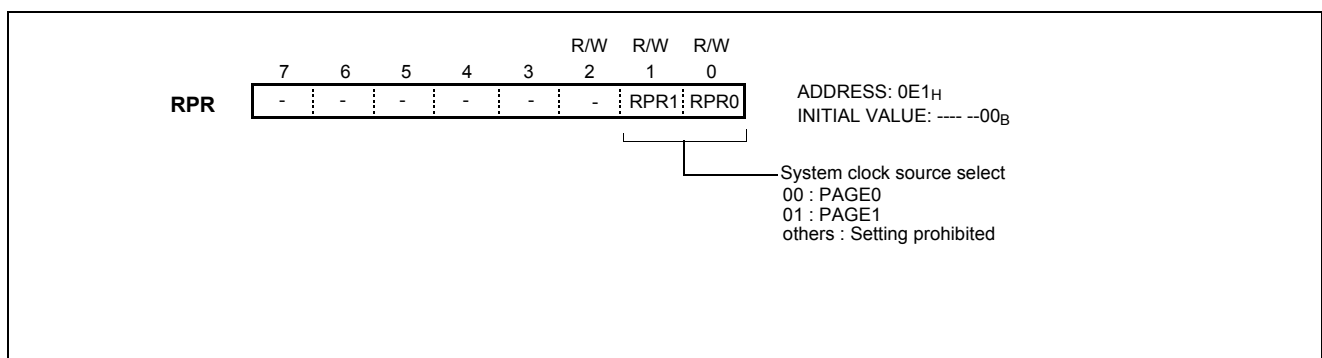 R/W R/W R/W
7 6 5 4 3 2 1 0
RPR - - - - - - RPR1 RPR0
ADDRESS: 0E1H
INITIAL VALUE: ---- --00B
System clock source select
00 : PAGE0
01 : PAGE1
others : Setting prohibited